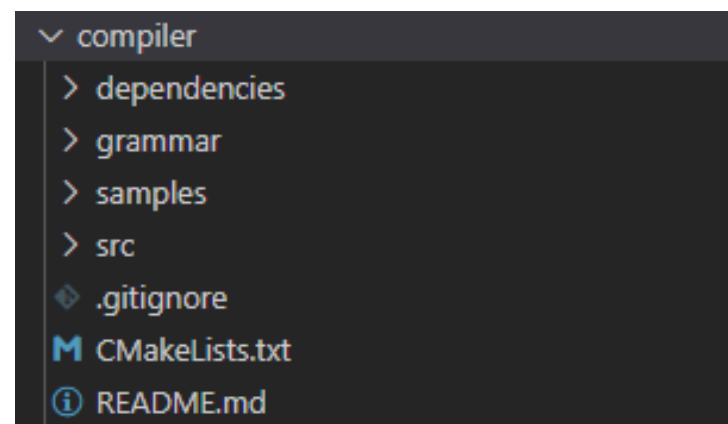 compiler
dependencies
grammar
samples
src
.gitignore
CMakeLists.txt
README.md